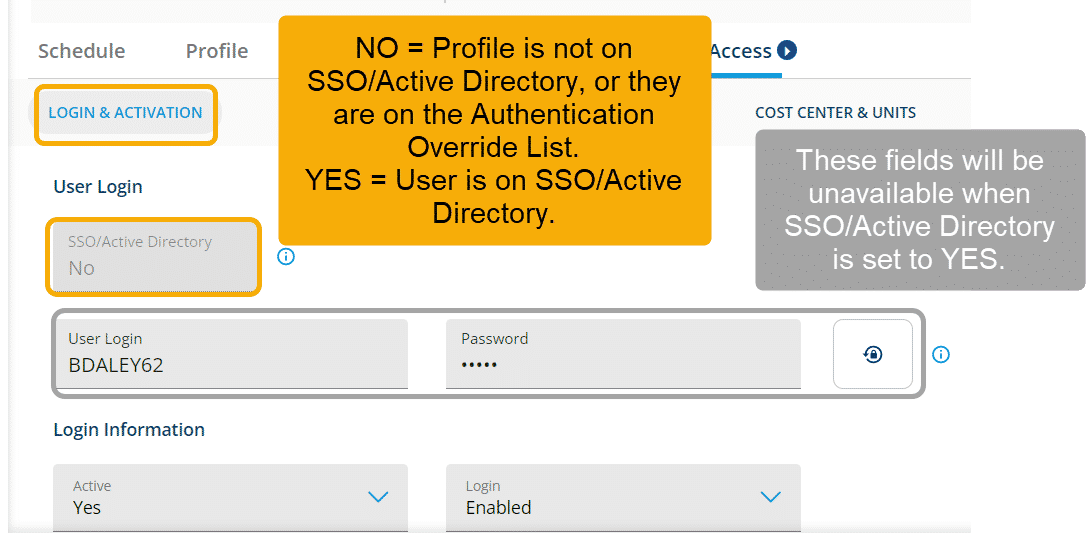 Schedule
Profile
Access
NO = Profile is not on
SSO/Active Directory, or they
are on the Authentication
Override List.
YES = User is on SSO/Active
Directory.
LOGIN & ACTIVATION
COST CENTER & UNITS
These fields will be
unavailable when
SSO/Active Directory
is set to YES.
User Login
SSO/Active Directory
No
User Login
BDALEY62
Password
•••••
Login Information
Active
Yes
Login
Enabled